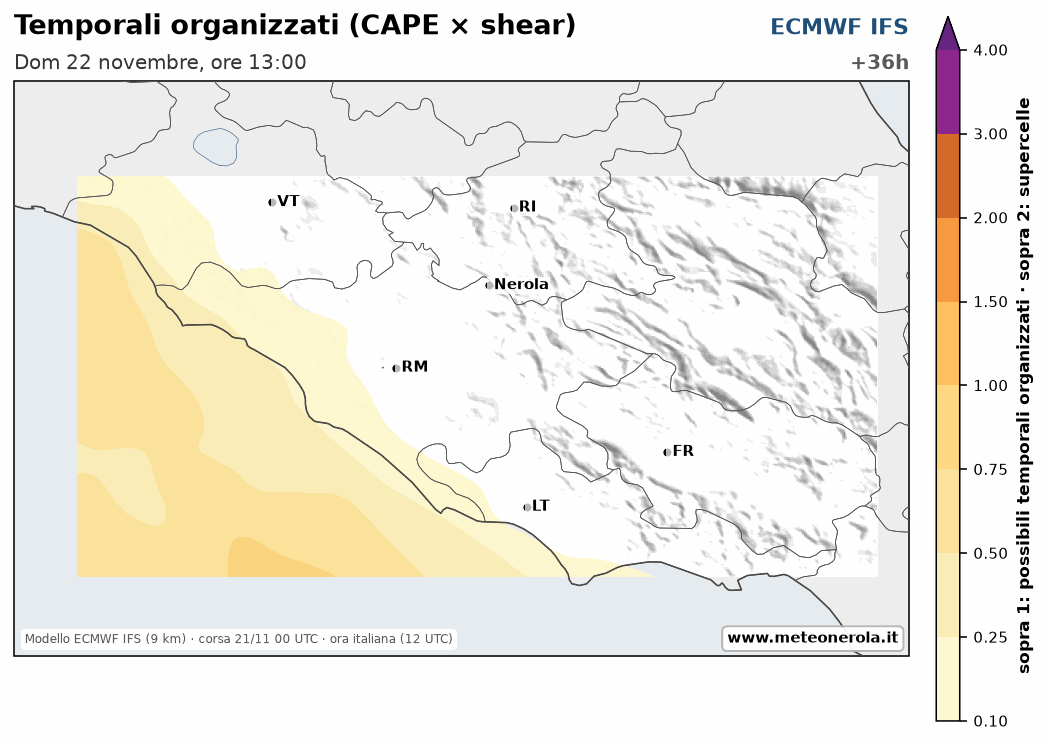 Temporali organizzati (CAPE × shear)
ECMWF IFS
Dom 22 novembre, ore 13:00
+36h
VT
RI
Nerola
RM
FR
LT
Modello ECMWF IFS (9 km) · corsa 21/11 00 UTC · ora italiana (12 UTC)
www.meteonerola.it
4.00
3.00
2.00
1.50
1.00
0.75
0.50
0.25
0.10
sopra 1: possibili temporali organizzati · sopra 2: supercelle